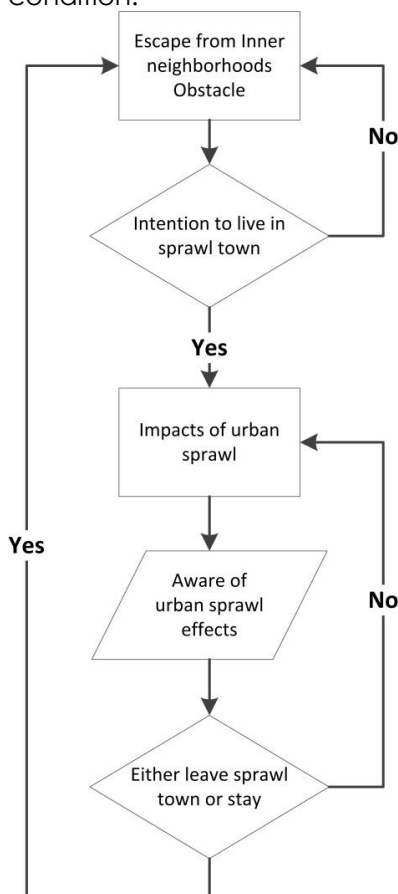 condition.
Escape from Inner
neighborhoods
Obstacle
No
Intention to live in
sprawl town
Yes
Impacts of urban
sprawl
Yes
Aware of
urban sprawl
effects
No
Either leave sprawl
town or stay